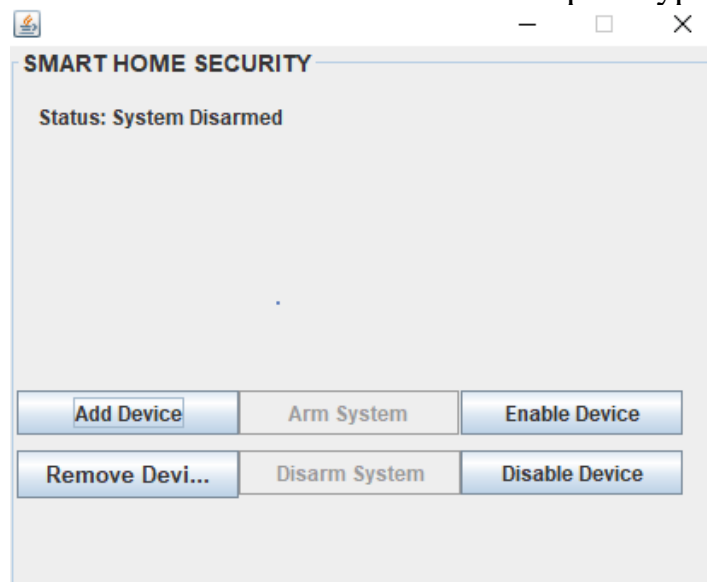 SMART HOME SECURITY
Status: System Disarmed
Add Device Arm System Enable Device
Remove Devi... Disarm System Disable Device